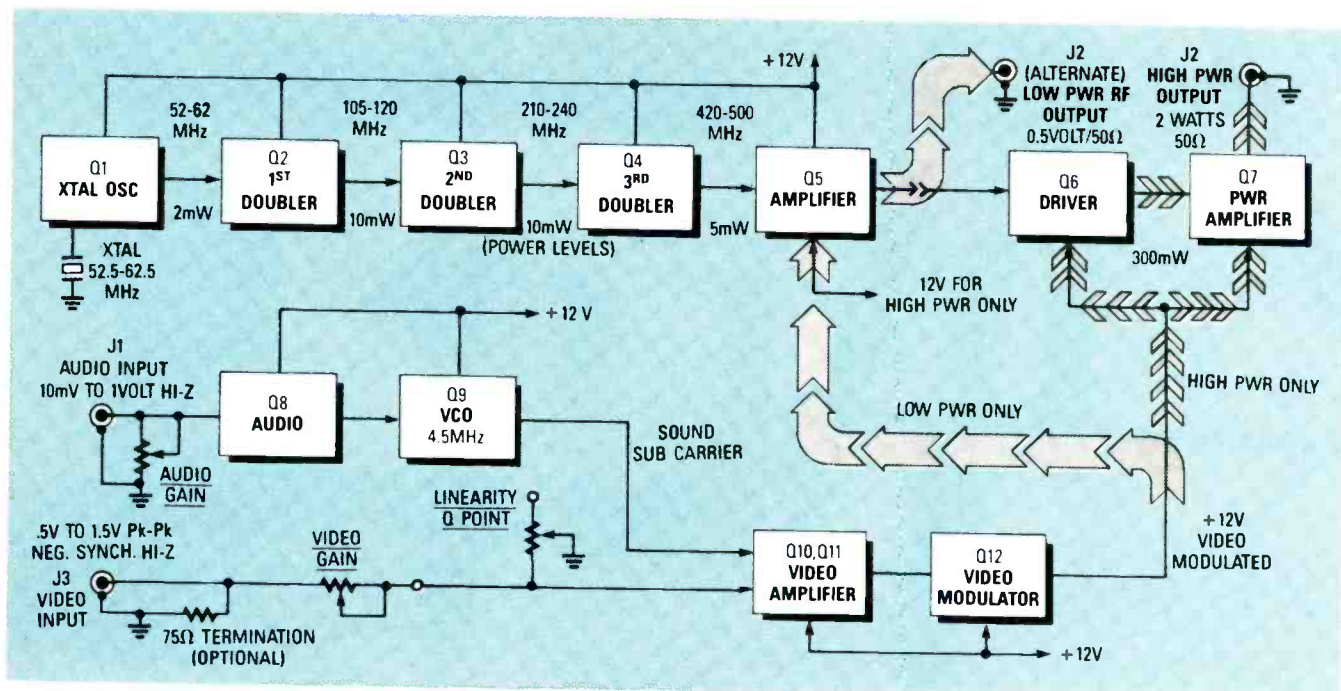 +12V
52-62
MHz
105-120
MHz
210-240
MHz
420-500
MHz
J2
(ALTERNATE)
LOW PWR RF
OUTPUT
0.5VOLT/50Ω
J2
HIGH PWR
OUTPUT
2 WATTS
50Ω
Q1
XTAL OSC
Q2
1ST
DOUBLER
Q3
2ND
DOUBLER
Q4
3RD
DOUBLER
Q5
AMPLIFIER
Q6
DRIVER
Q7
PWR
AMPLIFIER
2mW
10mW
10mW
(POWER LEVELS)
5mW
300mW
XTAL
52.5-62.5
MHz
12V FOR
HIGH PWR ONLY
+12 V
J1
AUDIO INPUT
10mV TO 1VOLT HI-Z
Q8
AUDIO
Q9
VCO
4.5MHz
AUDIO
GAIN
SOUND
SUB CARRIER
LOW PWR ONLY
HIGH PWR ONLY
.5V TO 1.5V Pk-Pk
NEG. SYNCH. HI-Z
J3
VIDEO
INPUT
VIDEO
GAIN
LINEARITY
Q POINT
75Ω TERMINATION
(OPTIONAL)
Q10,Q11
VIDEO
AMPLIFIER
Q12
VIDEO
MODULATOR
+12V
VIDEO
MODULATED
+12V